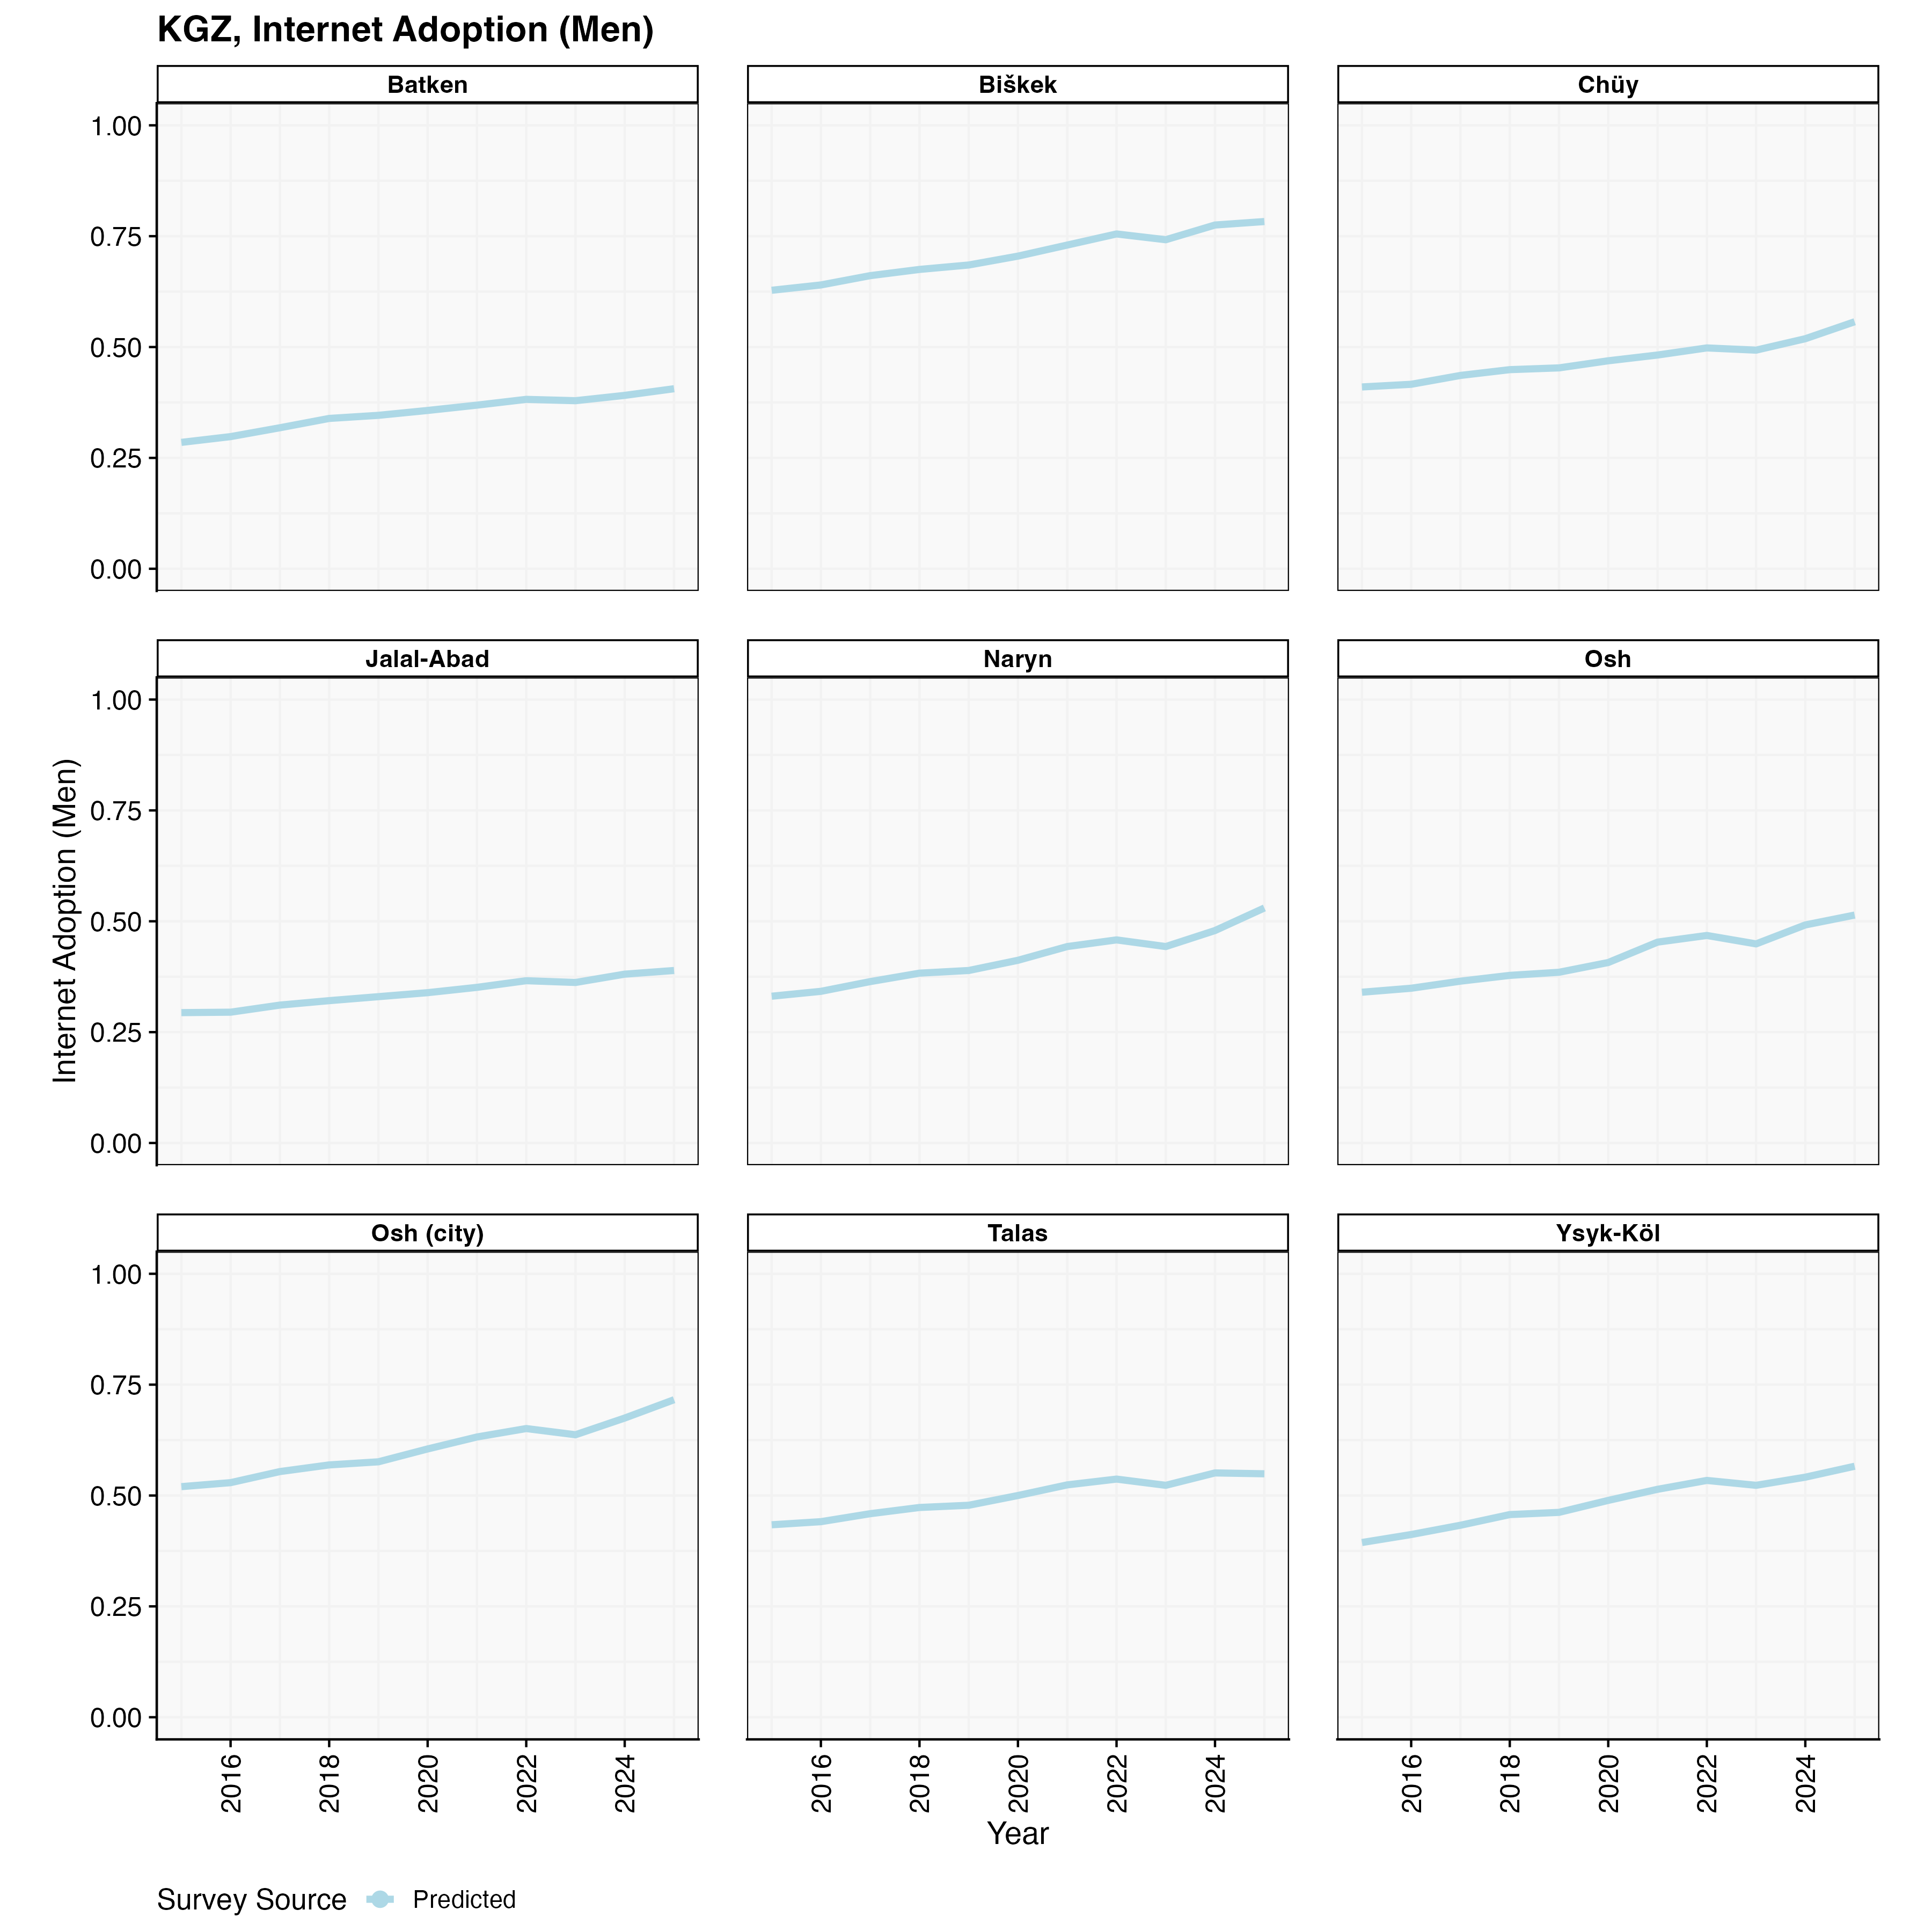 KGZ, Internet Adoption (Men)
Batken
Biškek
Chüy
1.00
0.75
0.50
0.25
0.00
Jalal-Abad
Naryn
Osh
1.00
0.75
0.50
0.25
0.00
Internet Adoption (Men)
Osh (city)
Talas
Ysyk-Köl
1.00
0.75
0.50
0.25
0.00
2016 2018 2020 2022 2024
2016 2018 2020 2022 2024
2016 2018 2020 2022 2024
Year
Survey Source Predicted